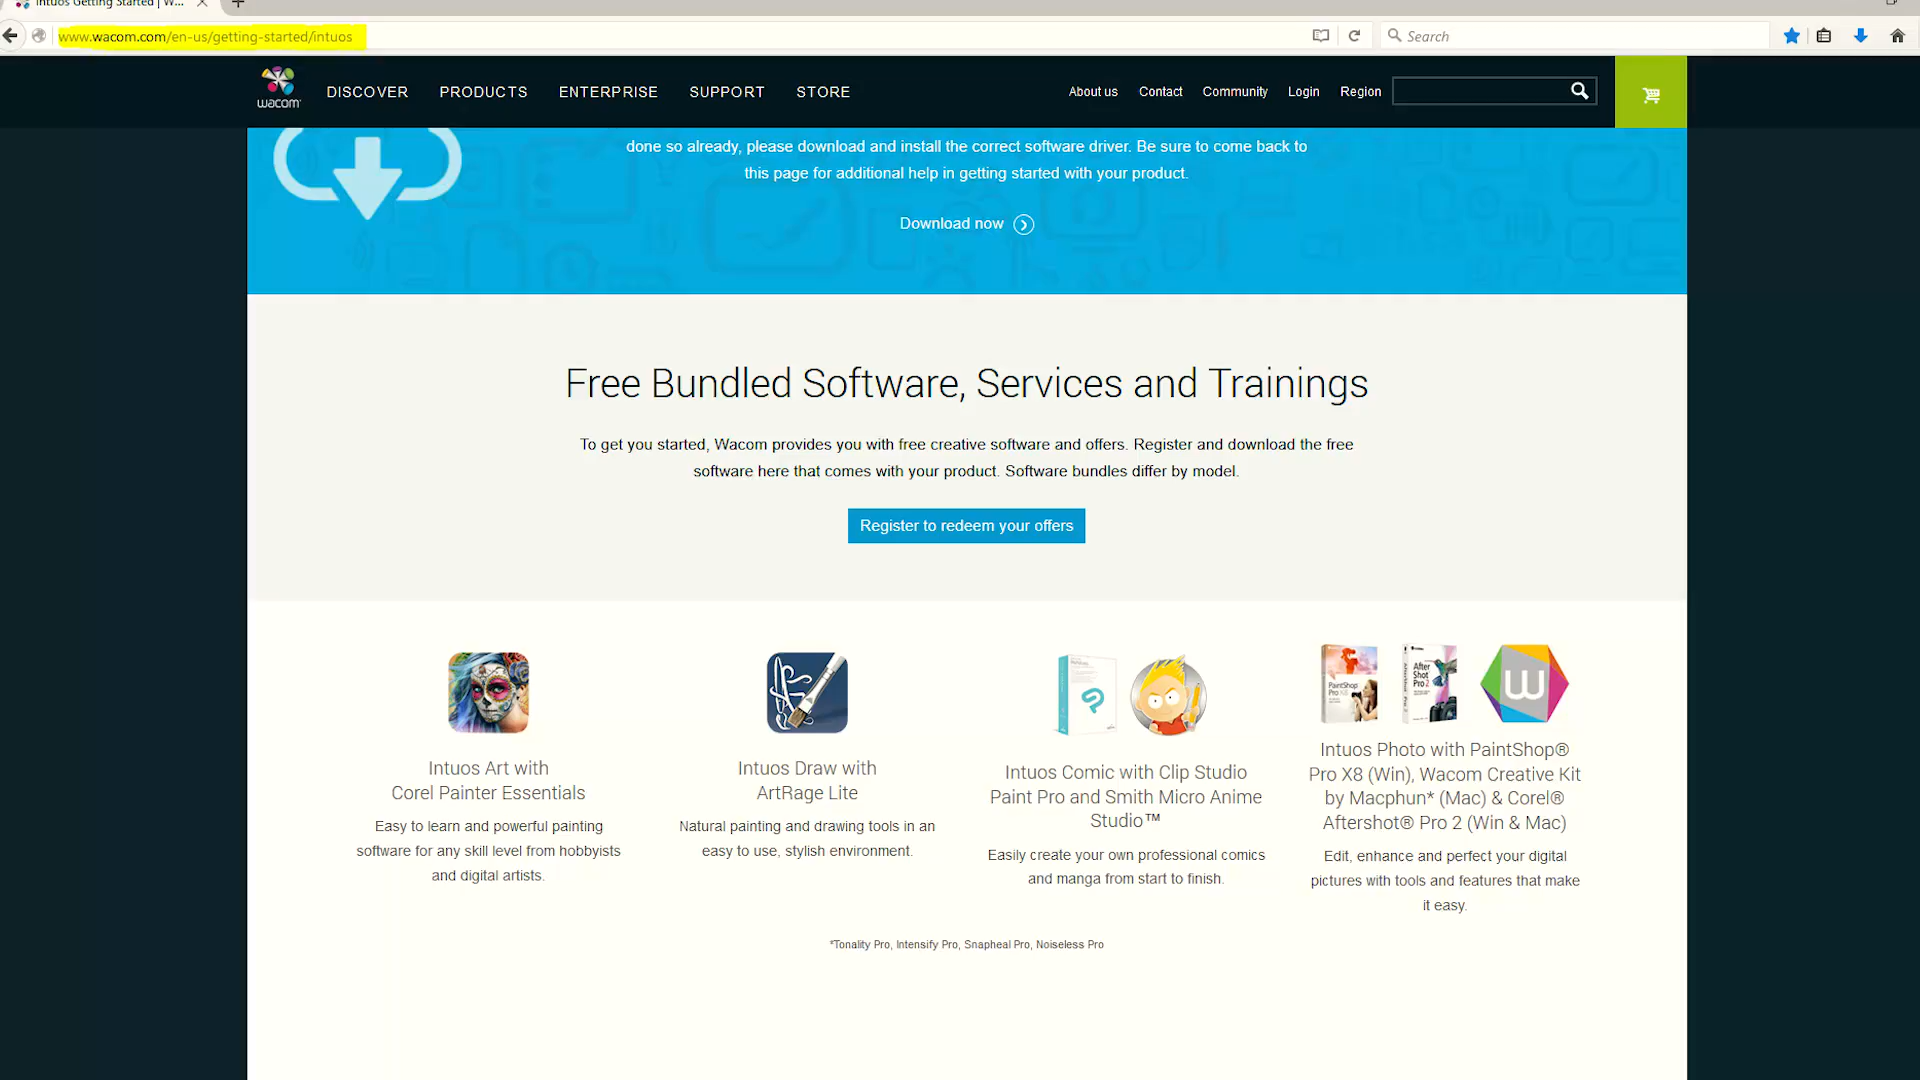 Intuos Getting Started | W...
www.wacom.com/en-us/getting-started/intuos
Search
wacom
DISCOVER PRODUCTS ENTERPRISE SUPPORT STORE
About us Contact Community Login Region
done so already, please download and install the correct software driver. Be sure to come back to
this page for additional help in getting started with your product.
Download now
Free Bundled Software, Services and Trainings
To get you started, Wacom provides you with free creative software and offers. Register and download the free
software here that comes with your product. Software bundles differ by model.
Register to redeem your offers
Intuos Art with
Corel Painter Essentials
Easy to learn and powerful painting
software for any skill level from hobbyists
and digital artists.
Intuos Draw with
ArtRage Lite
Natural painting and drawing tools in an
easy to use, stylish environment.
Intuos Comic with Clip Studio
Paint Pro and Smith Micro Anime
Studio™
Easily create your own professional comics
and manga from start to finish.
PaintShop
Pro X8
After
Shot
Pro 2
W
Intuos Photo with PaintShop®
Pro X8 (Win), Wacom Creative Kit
by Macphun* (Mac) & Corel®
Aftershot® Pro 2 (Win & Mac)
Edit, enhance and perfect your digital
pictures with tools and features that make
it easy.
*Tonality Pro, Intensify Pro, Snapheal Pro, Noiseless Pro